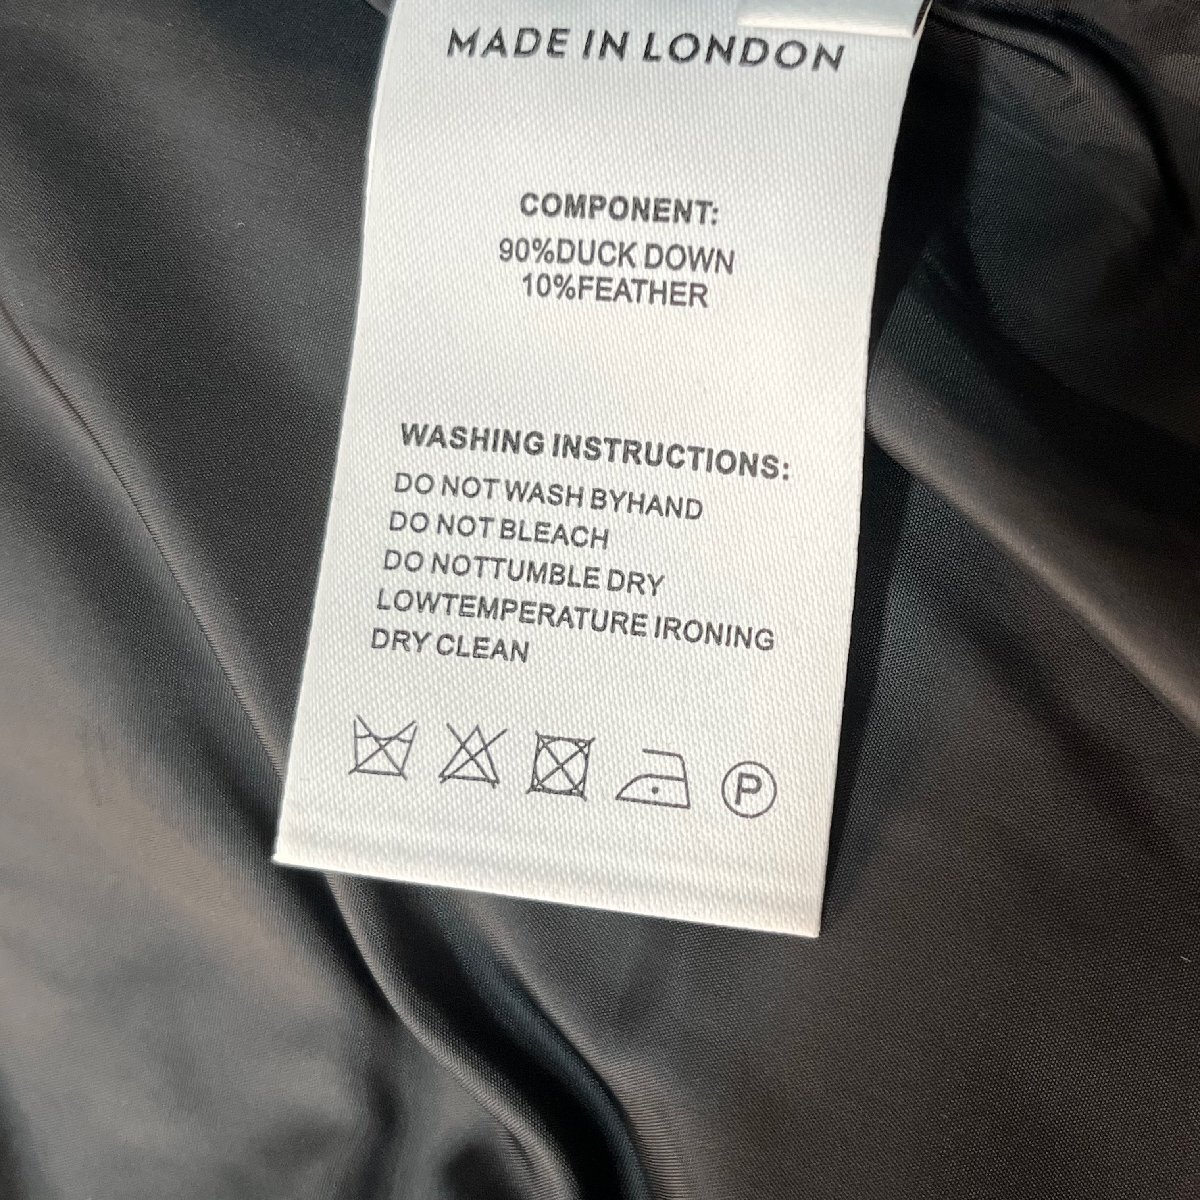 MADE IN LONDON
COMPONENT:
90%DUCK DOWN
10%FEATHER
WASHING INSTRUCTIONS:
DO NOT WASH BYHAND
DO NOT BLEACH
DO NOTTUMBLE DRY
LOWTEMPERATURE IRONING
DRY CLEAN
P